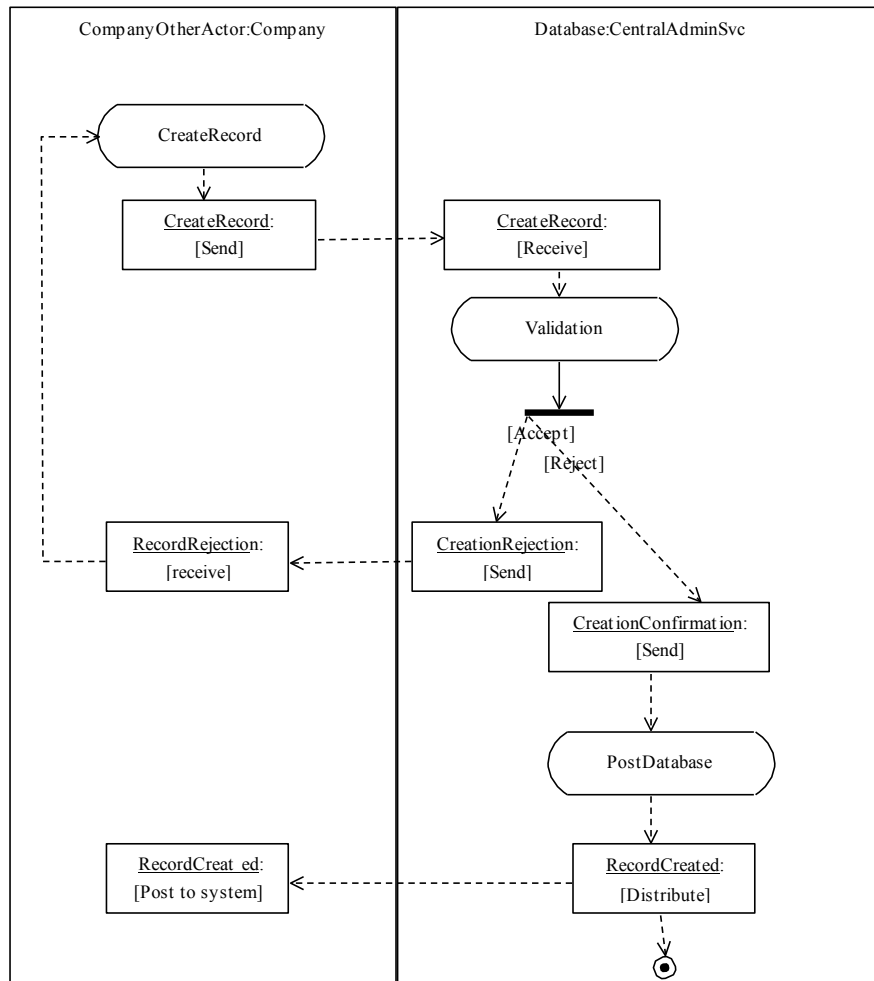 CompanyOtherActor:Company
Database:CentralAdminSvc
CreateRecord
CreateRecord:
[Send]
CreateRecord:
[Receive]
Validation
[Accept]
[Reject]
RecordRejection:
[receive]
CreationRejection:
[Send]
CreationConfirmation:
[Send]
PostDatabase
RecordCreat ed:
[Post to system]
RecordCreated:
[Distribute]